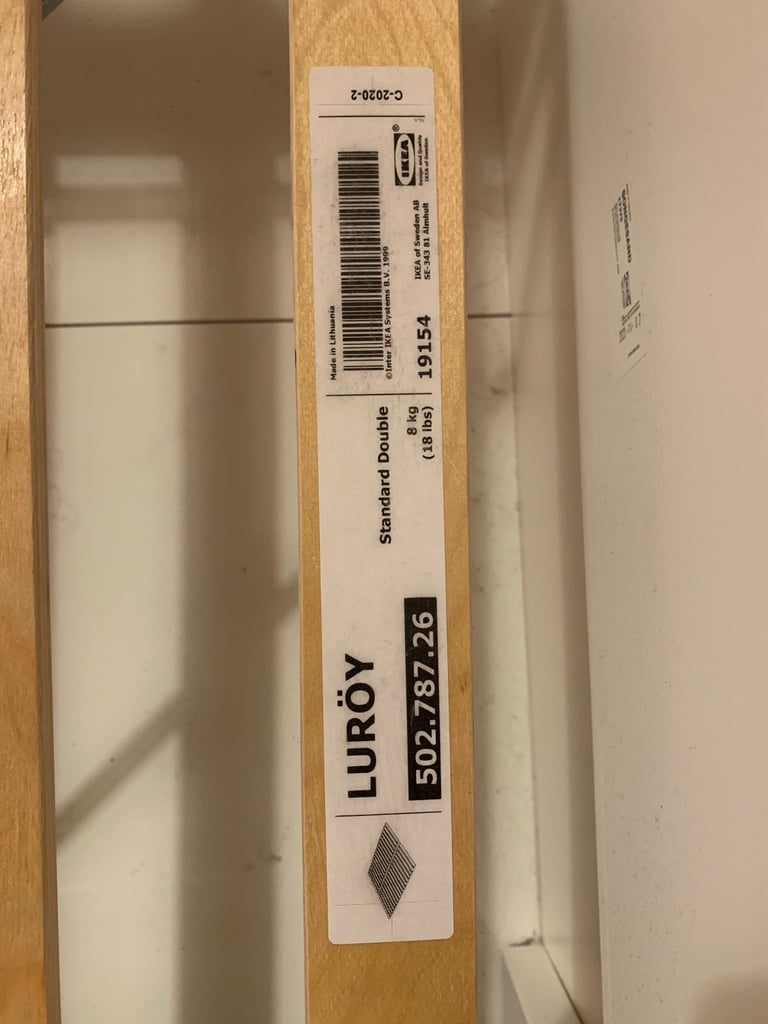 LURÖY
502.787.26
Standard Double
8 kg
(18 lbs)
Made in Lithuania
©Inter IKEA Systems B.V. 1999
19154
IKEA of Sweden AB
SE-343 81 Älmhult
IKEA®
Design and Quality
IKEA of Sweden
C-2020-2